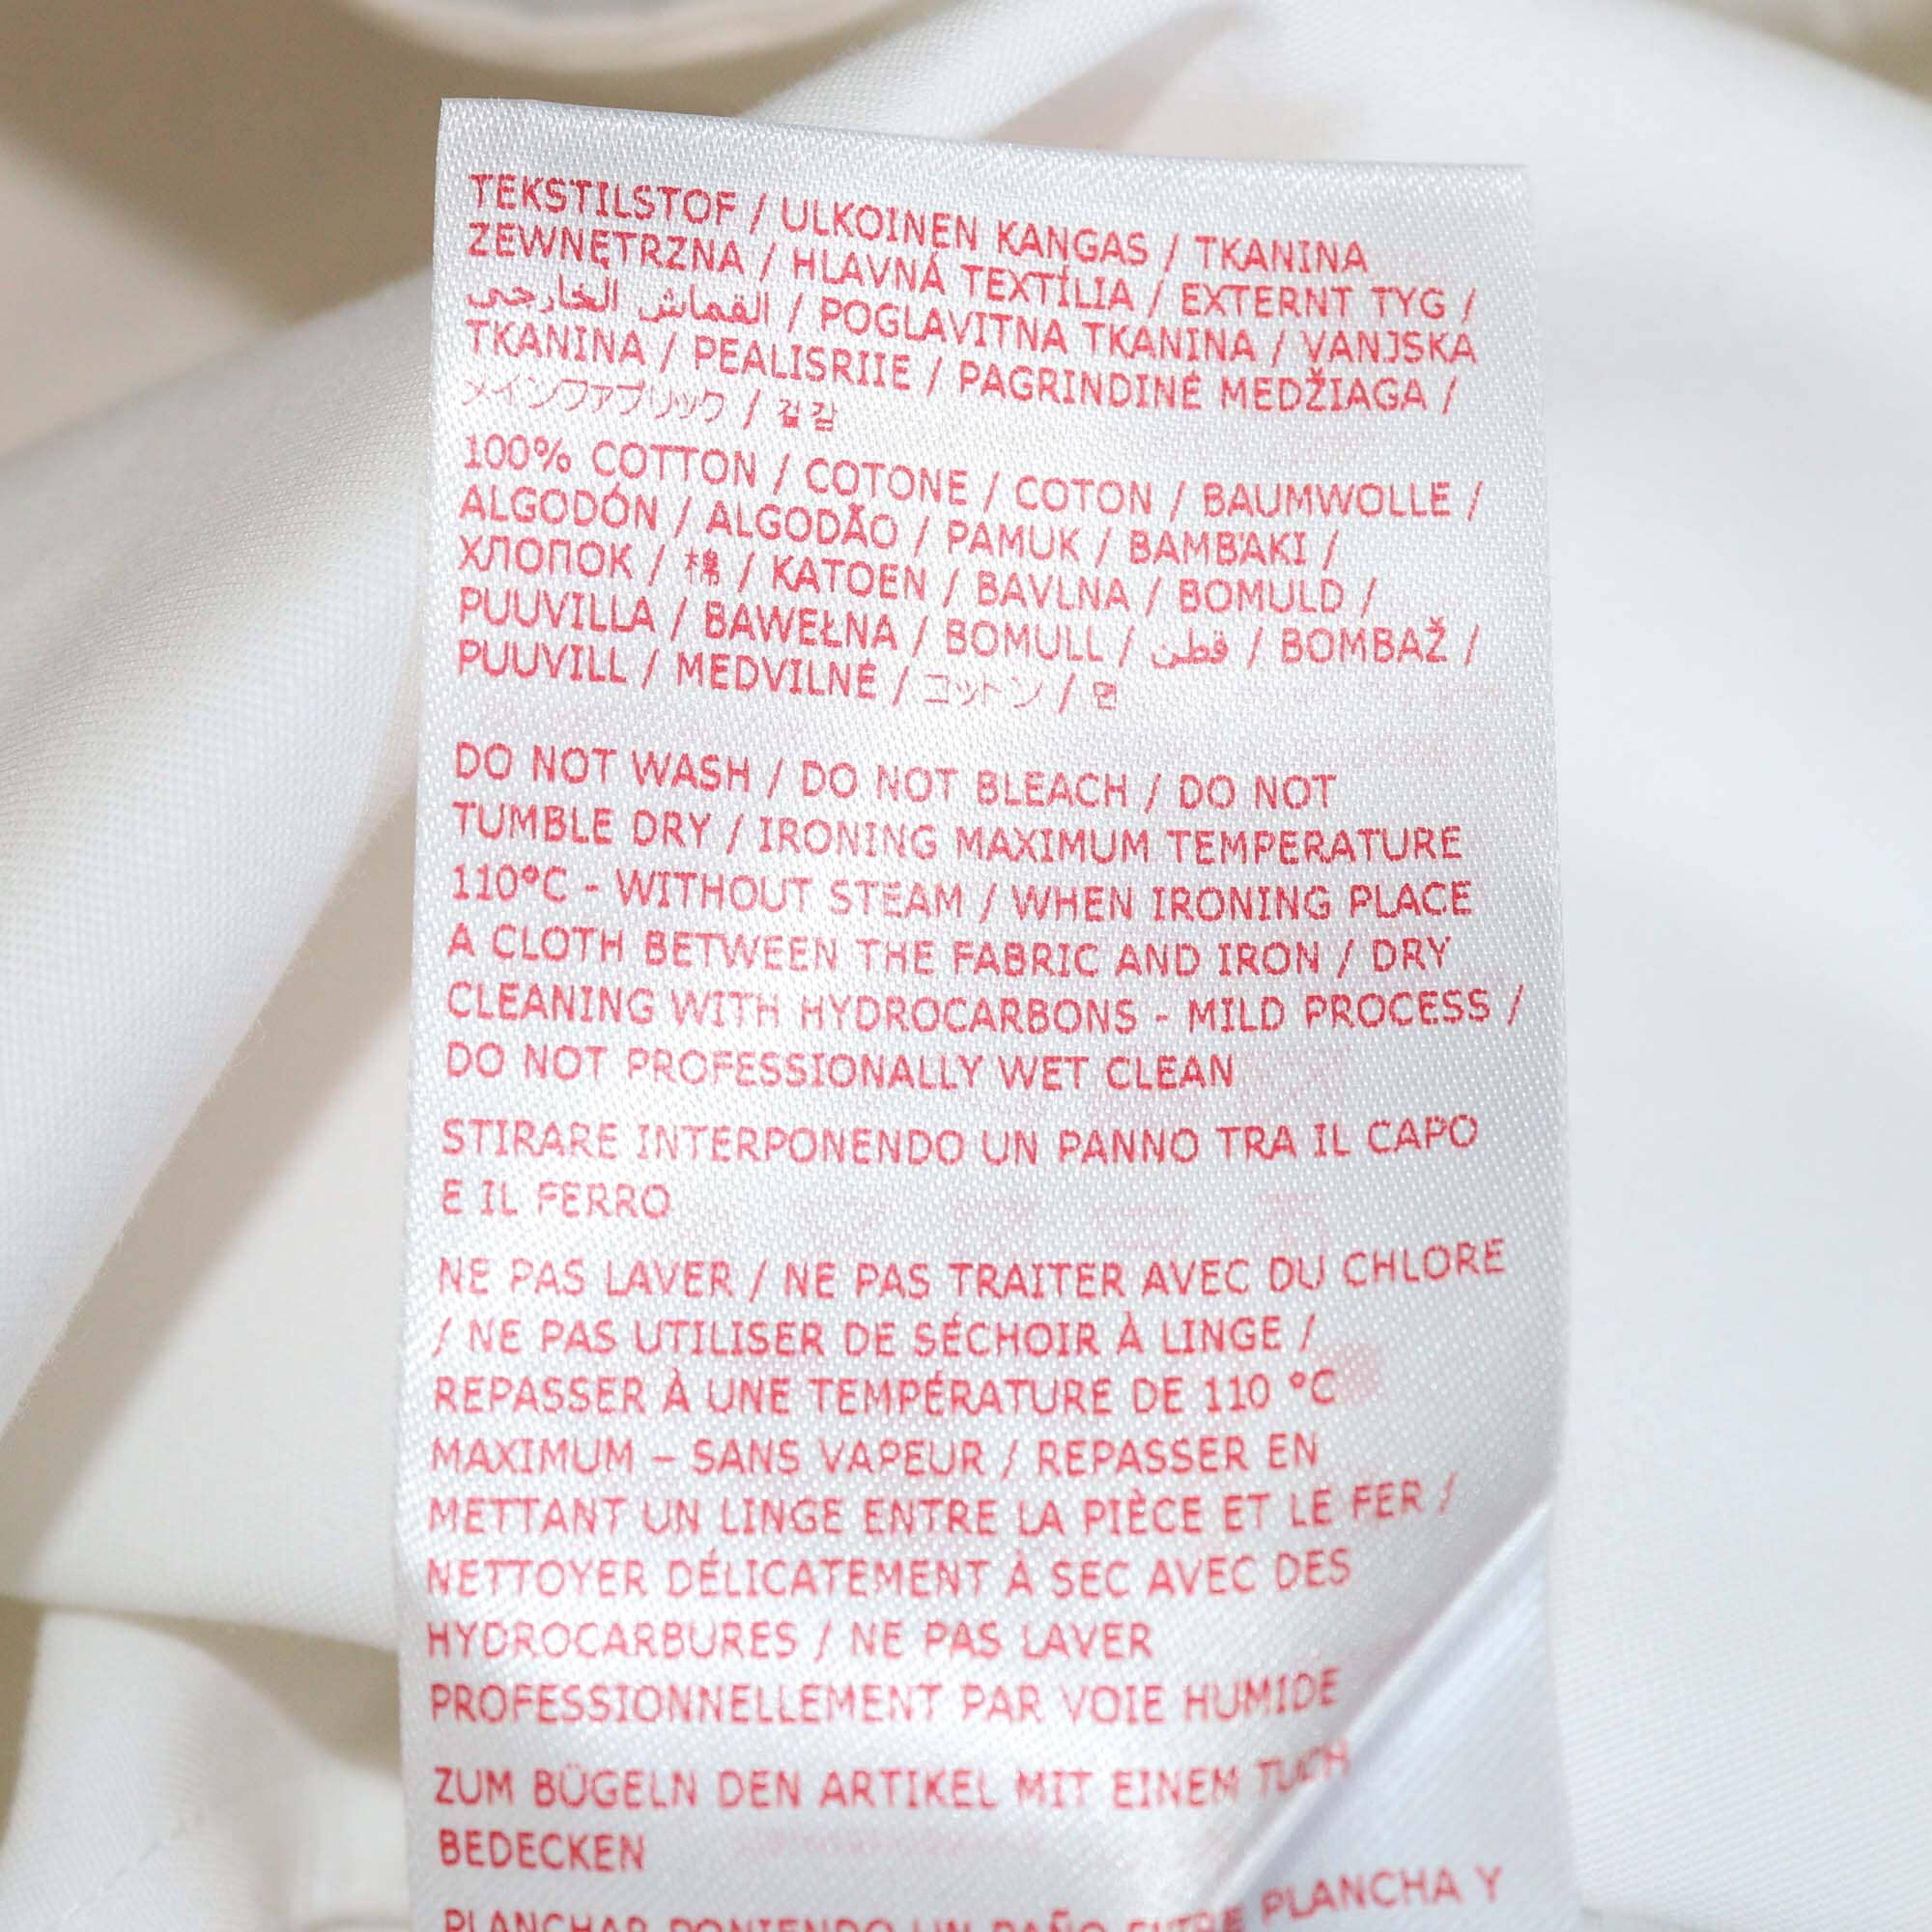 TEKSTILSTOF / ULKOINEN KANGAS / TKANINA
ZEWNĘTRZNA / HLAVNÁ TEXTÍLIA / EXTERNT TYG /
القماش الخارجي / POGLAVITNA TKANINA / VANJSKA
TKANINA / PEALISRIIE / PAGRINDINĖ MEDŽIAGA /
メインファブリック / 겉감
100% COTTON / COTONE / COTON / BAUMWOLLE /
ALGODÓN / ALGODÃO / PAMUK / BAMBAKI /
ХЛОПОК / 棉 / KATOEN / BAVLNA / BOMULD /
PUUVILLA / BAWEŁNA / BOMULL / قطن / BOMBAŽ /
PUUVILL / MEDVILNĖ / コットン / 면
DO NOT WASH / DO NOT BLEACH / DO NOT
TUMBLE DRY / IRONING MAXIMUM TEMPERATURE
110°C - WITHOUT STEAM / WHEN IRONING PLACE
A CLOTH BETWEEN THE FABRIC AND IRON / DRY
CLEANING WITH HYDROCARBONS - MILD PROCESS /
DO NOT PROFESSIONALLY WET CLEAN
STIRARE INTERPONENDO UN PANNO TRA IL CAPO
E IL FERRO
NE PAS LAVER / NE PAS TRAITER AVEC DU CHLORE
/ NE PAS UTILISER DE SÉCHOIR À LINGE /
REPASSER À UNE TEMPÉRATURE DE 110 °C
MAXIMUM – SANS VAPEUR / REPASSER EN
METTANT UN LINGE ENTRE LA PIÈCE ET LE FER /
NETTOYER DÉLICATEMENT À SEC AVEC DES
HYDROCARBURES / NE PAS LAVER
PROFESSIONNELLEMENT PAR VOIE HUMIDE
ZUM BÜGELN DEN ARTIKEL MIT EINEM TUCH
BEDECKEN
PLANCHAR PONIENDO UN PAÑO ENTRE PLANCHA Y